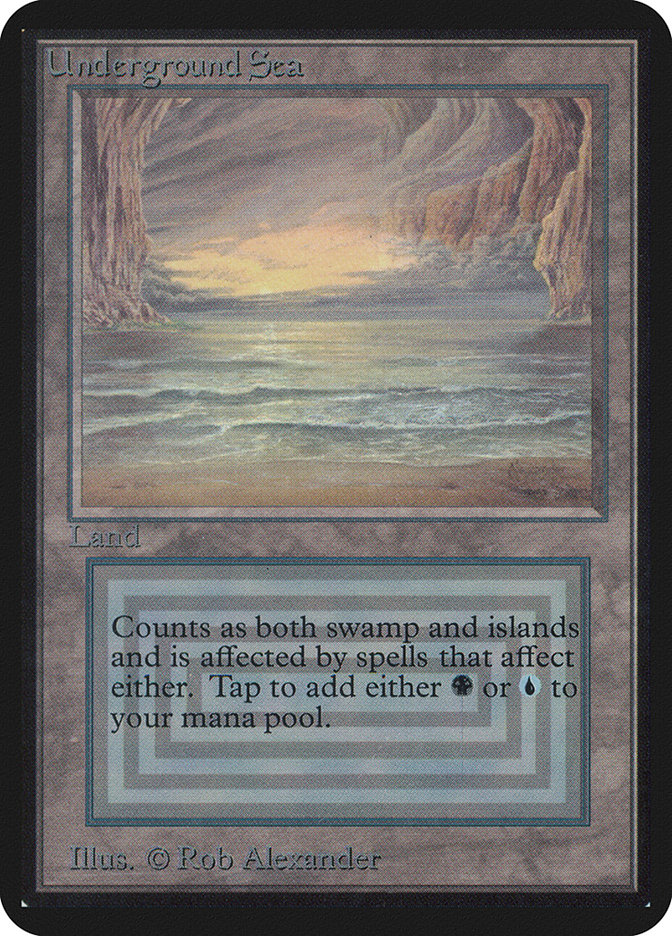 Underground Sea
Land
Counts as both swamp and islands
and is affected by spells that affect
either. Tap to add either or to
your mana pool.
Illus. © Rob Alexander